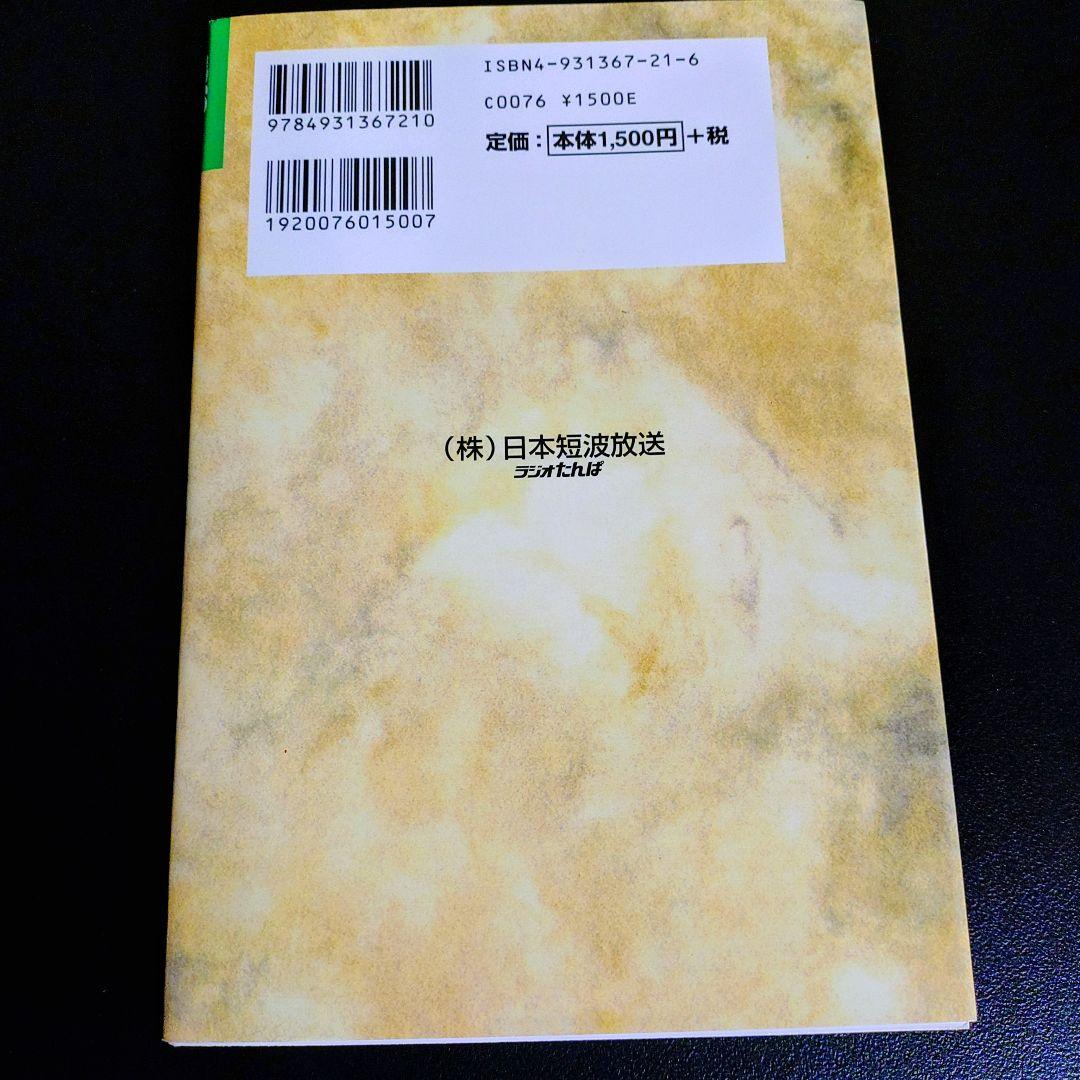 ISBN4-931367-21-6
C0076 ¥1500E
定価：本体1,500円+税
9784931367210
1920076015007
（株）日本短波放送
ラジオたんぱ